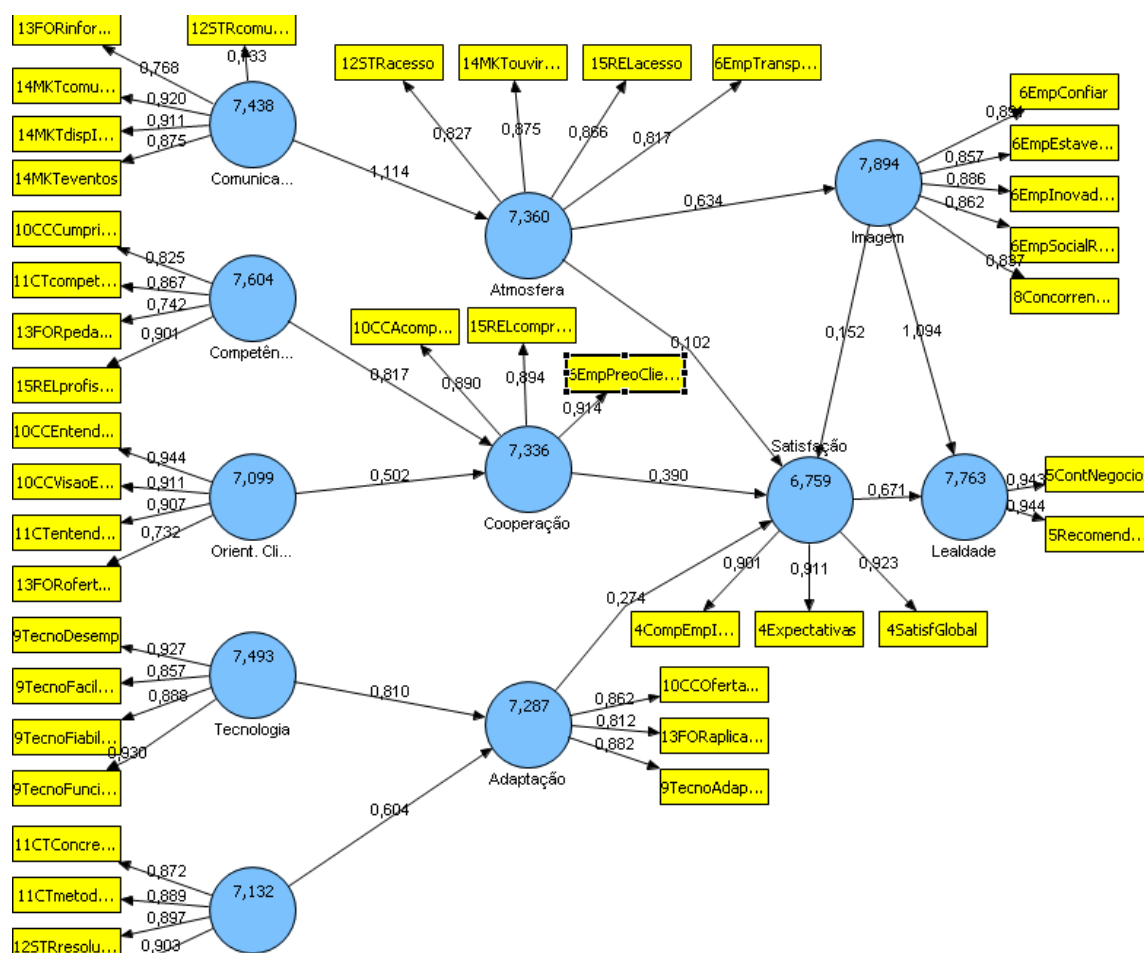 13FORinfor...
12STRcomu...
0,768
14MKTcomu...
0,920
14MKTdispI...
0,911
14MKTeventos
0,875
7,438
Comunica...
1,114
12STRacesso
14MKTouvir...
15RELacesso
6EmpTransp...
0,827
0,875
0,866
0,817
7,360
Atmosfera
0,634
0,102
7,894
Imagem
6EmpConfiar
6EmpEstave...
0,857
6EmpInovad...
0,886
6EmpSocialR...
0,862
8Concorren...
0,837
0,152
1,094
10CCCumpri...
0,825
11CTcompet...
0,867
13FORpeda...
0,742
15RELprofis...
0,901
7,604
Competên...
0,817
10CCAcomp...
15RELcompr...
6EmpPreoClie...
0,890
0,894
0,914
7,336
Cooperação
0,390
10CCEntend...
0,944
10CCVisaoE...
0,911
11CTentend...
0,907
13FORofert...
0,732
7,099
Orient. Cli...
0,502
Satisfação
6,759
0,671
7,763
Lealdade
0,943
5ContNegocio
0,944
5Recomend...
0,901
0,911
0,923
4CompEmpI...
4Expectativas
4SatisfGlobal
0,274
9TecnoDesemp
0,927
9TecnoFacil...
0,857
9TecnoFiabil...
0,888
9TecnoFunci...
0,930
7,493
Tecnologia
0,810
7,287
Adaptação
0,862
10CCOferta...
0,812
13FORaplica...
0,882
9TecnoAdap...
0,604
11CTConcre...
0,872
11CTmetod...
0,889
12STRresolu...
0,897
0,903
7,132